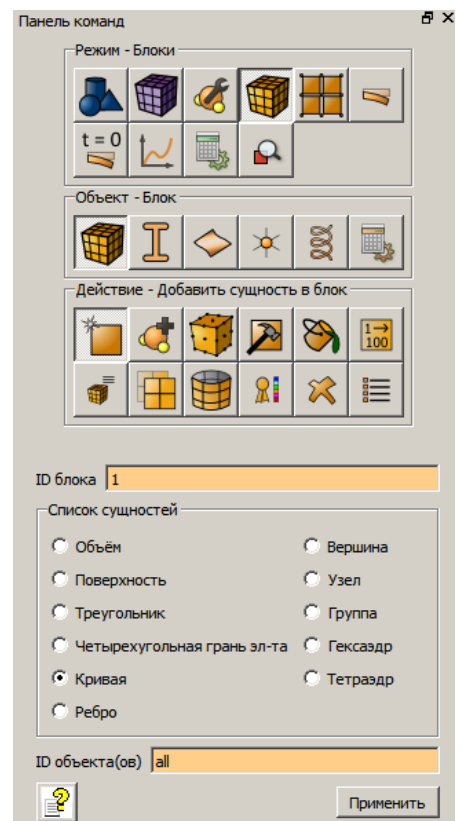 Панель команд
Режим - Блоки
t = 0
Объект - Блок
Действие - Добавить сущность в блок
1→
100
ID блока 1
Список сущностей
Объём Вершина
Поверхность Узел
Треугольник Группа
Четырехугольная грань эл-та Гексаэдр
Кривая Тетраэдр
Ребро
ID объекта(ов) all
Применить